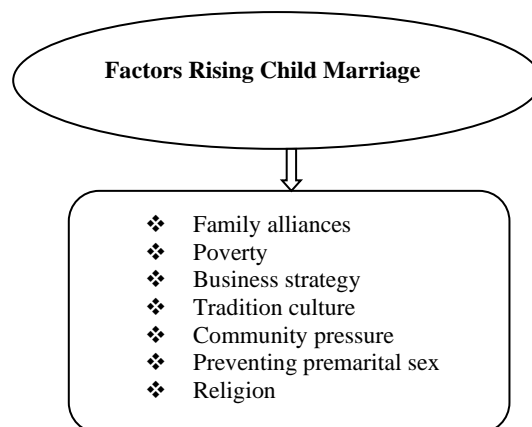 Factors Rising Child Marriage
❖ Family alliances
❖ Poverty
❖ Business strategy
❖ Tradition culture
❖ Community pressure
❖ Preventing premarital sex
❖ Religion